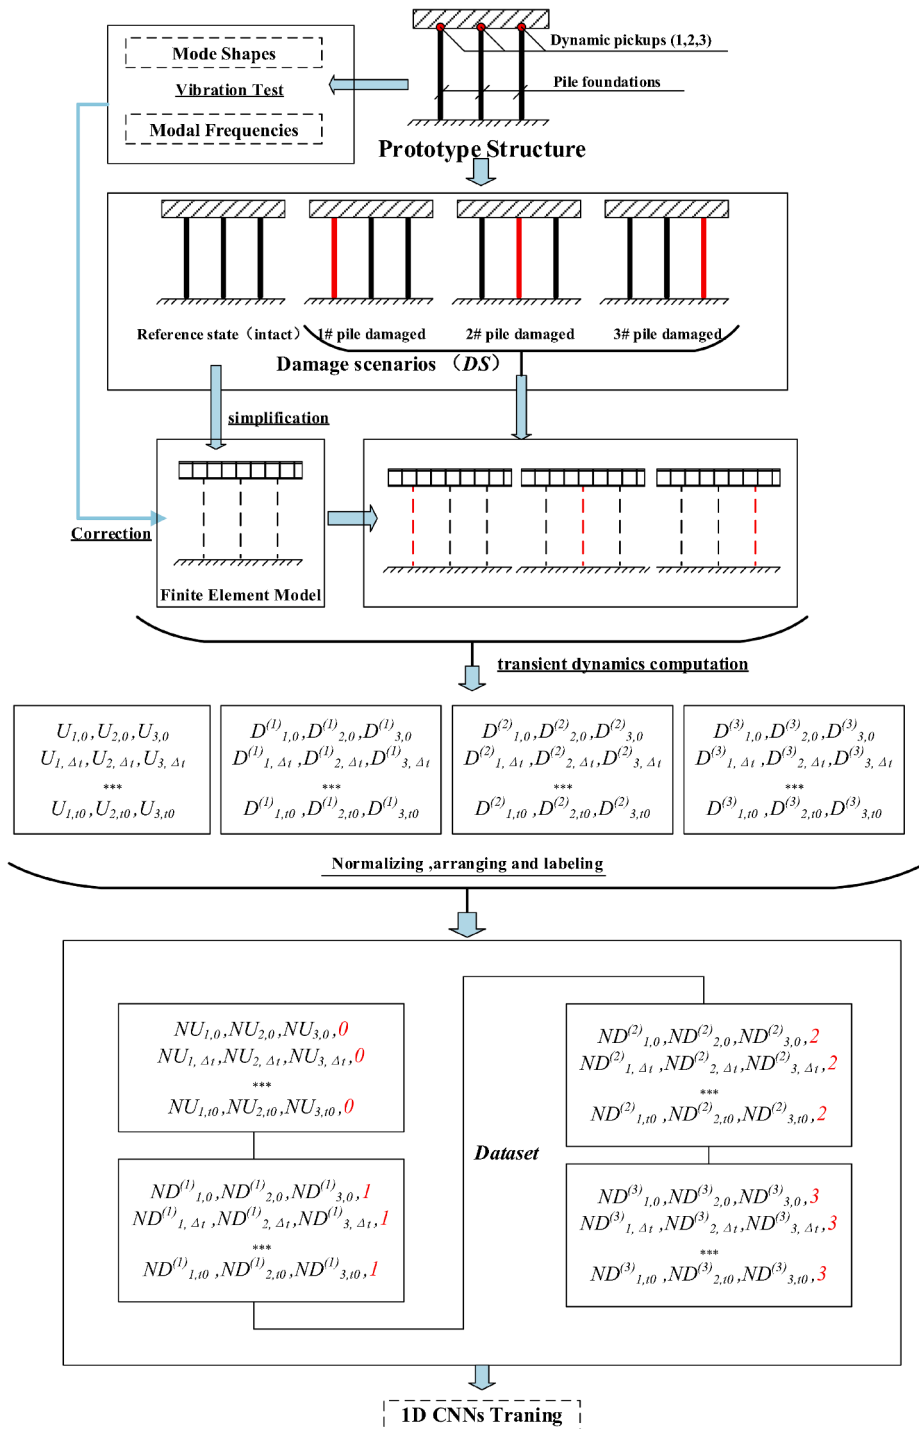 Mode Shapes
Vibration Test
Modal Frequencies
Dynamic pickups (1,2,3)
Pile foundations
Prototype Structure
Reference state（intact）
1# pile damaged
2# pile damaged
3# pile damaged
Damage scenarios （DS）
simplification
Correction
Finite Element Model
transient dynamics computation
U1,0,U2,0,U3,0
U1, Δt,U2, Δt,U3, Δt
***
U1,t0,U2,t0,U3,t0
D(1)1,0,D(1)2,0,D(1)3,0
D(1)1, Δt,D(1)2, Δt,D(1)3, Δt
***
D(1)1,t0 ,D(1)2,t0,D(1)3,t0
D(2)1,0,D(2)2,0,D(2)3,0
D(2)1, Δt,D(2)2, Δt,D(2)3, Δt
***
D(2)1,t0 ,D(2)2,t0,D(2)3,t0
D(3)1,0,D(3)2,0,D(3)3,0
D(3)1, Δt,D(3)2, Δt,D(3)3, Δt
***
D(3)1,t0 ,D(3)2,t0,D(3)3,t0
Normalizing ,arranging and labeling
NU1,0,NU2,0,NU3,0,0
NU1, Δt,NU2, Δt,NU3, Δt,0
***
NU1,t0,NU2,t0,NU3,t0,0
ND(1)1,0,ND(1)2,0,ND(1)3,0,1
ND(1)1, Δt ,ND(1)2, Δt,ND(1)3, Δt,1
***
ND(1)1,t0 ,ND(1)2,t0,ND(1)3,t0,1
Dataset
ND(2)1,0,ND(2)2,0,ND(2)3,0,2
ND(2)1, Δt ,ND(2)2, Δt,ND(2)3, Δt,2
***
ND(2)1,t0 ,ND(2)2,t0,ND(2)3,t0,2
ND(3)1,0,ND(3)2,0,ND(3)3,0,3
ND(3)1, Δt ,ND(3)2, Δt,ND(3)3, Δt,3
***
ND(3)1,t0 ,ND(3)2,t0,ND(3)3,t0,3
1D CNNs Traning